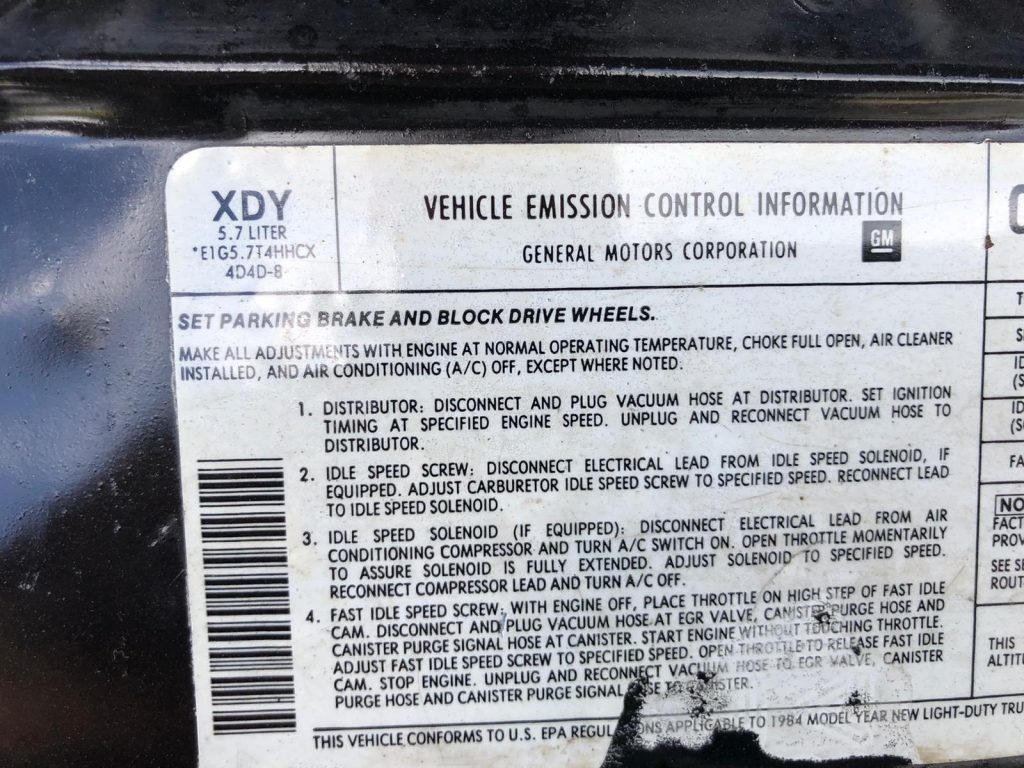 XDY
5.7 LITER
*E1G5.7T4HHCX
4D4D-8
VEHICLE EMISSION CONTROL INFORMATION
GENERAL MOTORS CORPORATION
GM
SET PARKING BRAKE AND BLOCK DRIVE WHEELS.
MAKE ALL ADJUSTMENTS WITH ENGINE AT NORMAL OPERATING TEMPERATURE, CHOKE FULL OPEN, AIR CLEANER
INSTALLED, AND AIR CONDITIONING (A/C) OFF, EXCEPT WHERE NOTED.
1. DISTRIBUTOR: DISCONNECT AND PLUG VACUUM HOSE AT DISTRIBUTOR. SET IGNITION
TIMING AT SPECIFIED ENGINE SPEED. UNPLUG AND RECONNECT VACUUM HOSE TO
DISTRIBUTOR.
2. IDLE SPEED SCREW: DISCONNECT ELECTRICAL LEAD FROM IDLE SPEED SOLENOID, IF
EQUIPPED. ADJUST CARBURETOR IDLE SPEED SCREW TO SPECIFIED SPEED. RECONNECT LEAD
TO IDLE SPEED SOLENOID.
3. IDLE SPEED SOLENOID (IF EQUIPPED): DISCONNECT ELECTRICAL LEAD FROM AIR
CONDITIONING COMPRESSOR AND TURN A/C SWITCH ON. OPEN THROTTLE MOMENTARILY
TO ASSURE SOLENOID IS FULLY EXTENDED. ADJUST SOLENOID TO SPECIFIED SPEED.
RECONNECT COMPRESSOR LEAD AND TURN A/C OFF.
4. FAST IDLE SPEED SCREW: WITH ENGINE OFF, PLACE THROTTLE ON HIGH STEP OF FAST IDLE
CAM. DISCONNECT AND PLUG VACUUM HOSE AT EGR VALVE, CANISTER PURGE HOSE AND
CANISTER PURGE SIGNAL HOSE AT CANISTER. START ENGINE WITHOUT TOUCHING THROTTLE.
ADJUST FAST IDLE SPEED SCREW TO SPECIFIED SPEED. OPEN THROTTLE TO RELEASE FAST IDLE
CAM. STOP ENGINE. UNPLUG AND RECONNECT VACUUM HOSE TO EGR VALVE, CANISTER
PURGE HOSE AND CANISTER PURGE SIGNAL HOSE TO CANISTER.
THIS VEHICLE CONFORMS TO U.S. EPA REGULATIONS APPLICABLE TO 1984 MODEL YEAR NEW LIGHT-DUTY TRU
NO
FACT
PROV
SEE SE
ROUT
THIS
ALTIT